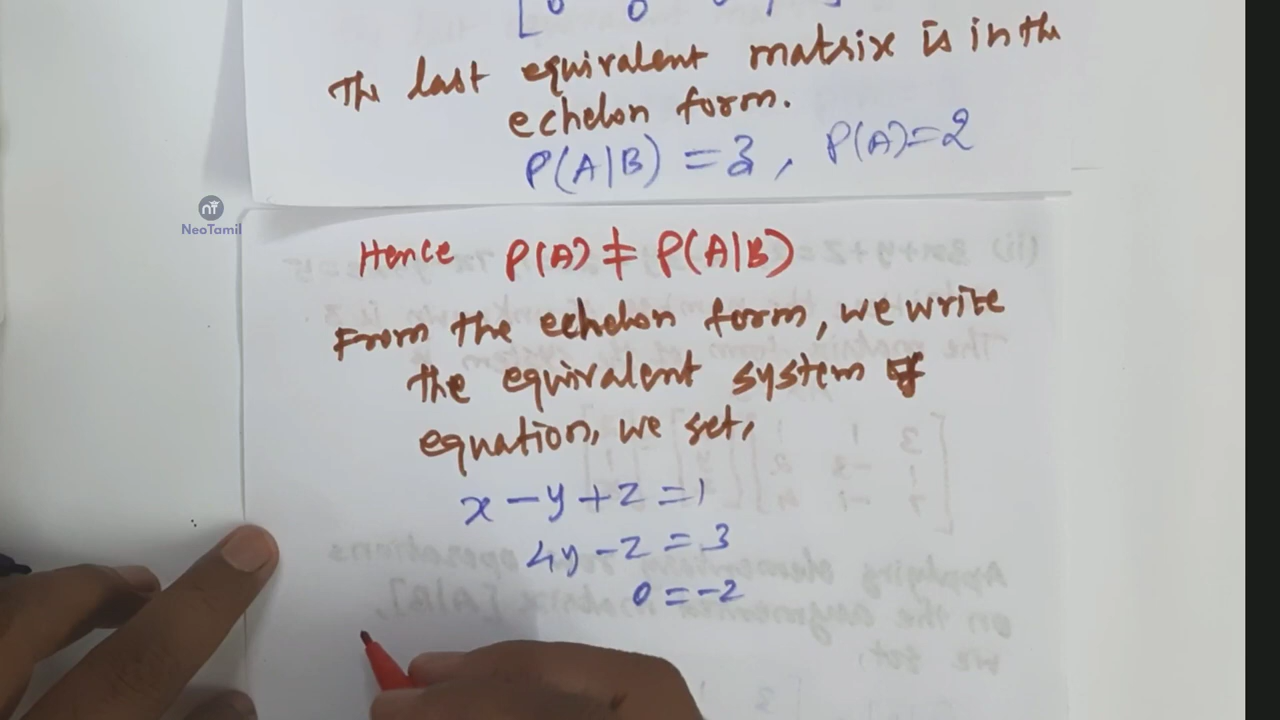 The last equivalent matrix is in the
echelon form.
P(A|B) = 3, P(A)=2
NeoTamil
Hence P(A) ≠ P(A|B)
From the echelon form, we write
the equivalent system of
equation, we get,
x - y + z = 1
4y - z = 3
0 = -2